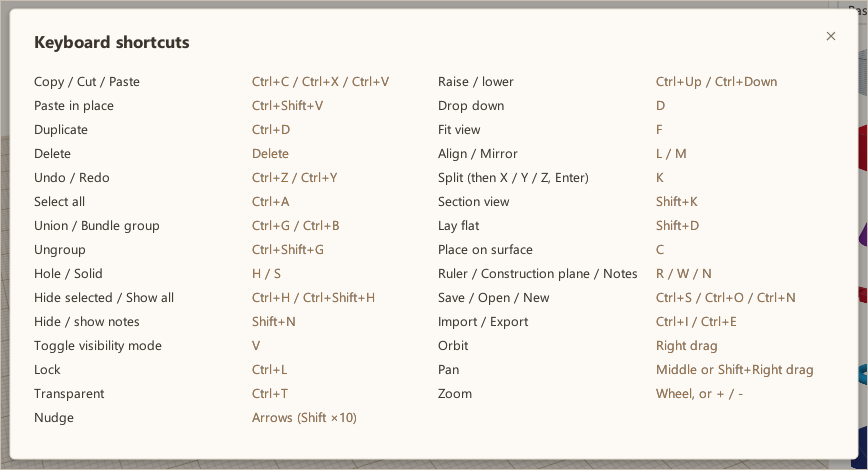 Keyboard shortcuts
Copy / Cut / Paste Ctrl+C / Ctrl+X / Ctrl+V
Paste in place Ctrl+Shift+V
Duplicate Ctrl+D
Delete Delete
Undo / Redo Ctrl+Z / Ctrl+Y
Select all Ctrl+A
Union / Bundle group Ctrl+G / Ctrl+B
Ungroup Ctrl+Shift+G
Hole / Solid H / S
Hide selected / Show all Ctrl+H / Ctrl+Shift+H
Hide / show notes Shift+N
Toggle visibility mode V
Lock Ctrl+L
Transparent Ctrl+T
Nudge Arrows (Shift ×10)
Raise / lower Ctrl+Up / Ctrl+Down
Drop down D
Fit view F
Align / Mirror L / M
Split (then X / Y / Z, Enter) K
Section view Shift+K
Lay flat Shift+D
Place on surface C
Ruler / Construction plane / Notes R / W / N
Save / Open / New Ctrl+S / Ctrl+O / Ctrl+N
Import / Export Ctrl+I / Ctrl+E
Orbit Right drag
Pan Middle or Shift+Right drag
Zoom Wheel, or + / -